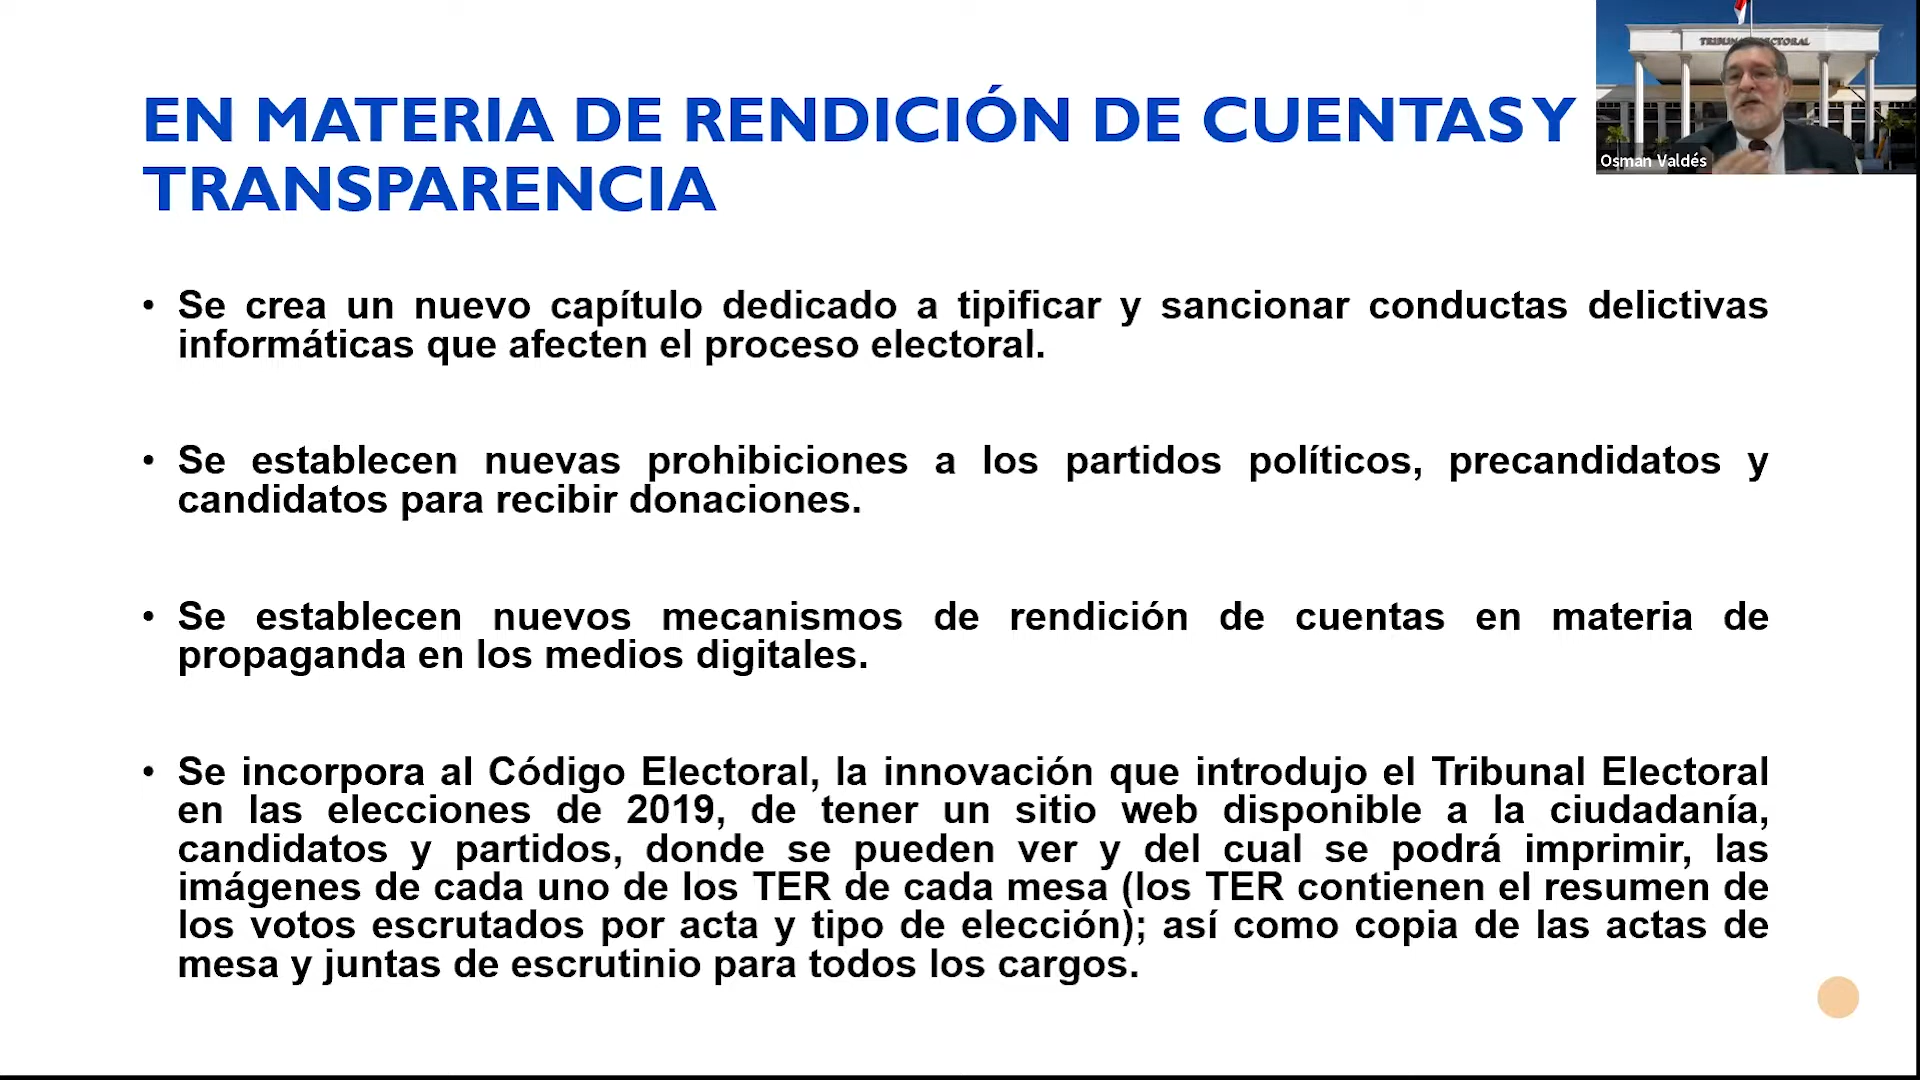 TRIBUNAL ELECTORAL
EN MATERIA DE RENDICIÓN DE CUENTAS Y
TRANSPARENCIA
Osman Valdés
• Se crea un nuevo capítulo dedicado a tipificar y sancionar conductas delictivas
informáticas que afecten el proceso electoral.
• Se establecen nuevas prohibiciones a los partidos políticos, precandidatos y
candidatos para recibir donaciones.
• Se establecen nuevos mecanismos de rendición de cuentas en materia de
propaganda en los medios digitales.
• Se incorpora al Código Electoral, la innovación que introdujo el Tribunal Electoral
en las elecciones de 2019, de tener un sitio web disponible a la ciudadanía,
candidatos y partidos, donde se pueden ver y del cual se podrá imprimir, las
imágenes de cada uno de los TER de cada mesa (los TER contienen el resumen de
los votos escrutados por acta y tipo de elección); así como copia de las actas de
mesa y juntas de escrutinio para todos los cargos.